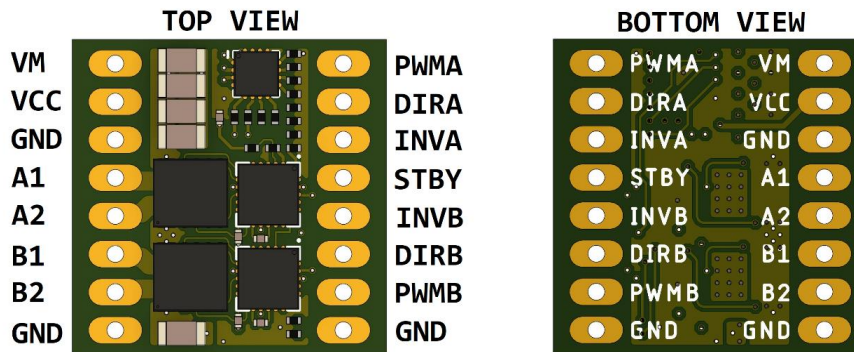 TOP VIEW
VM
VCC
GND
A1
A2
B1
B2
GND
PWMA
DIRA
INVA
STBY
INVB
DIRB
PWMB
GND
BOTTOM VIEW
PWMA VM
DIRA VCC
INVA GND
STBY A1
INVB A2
DIRB B1
PWMB B2
GND GND